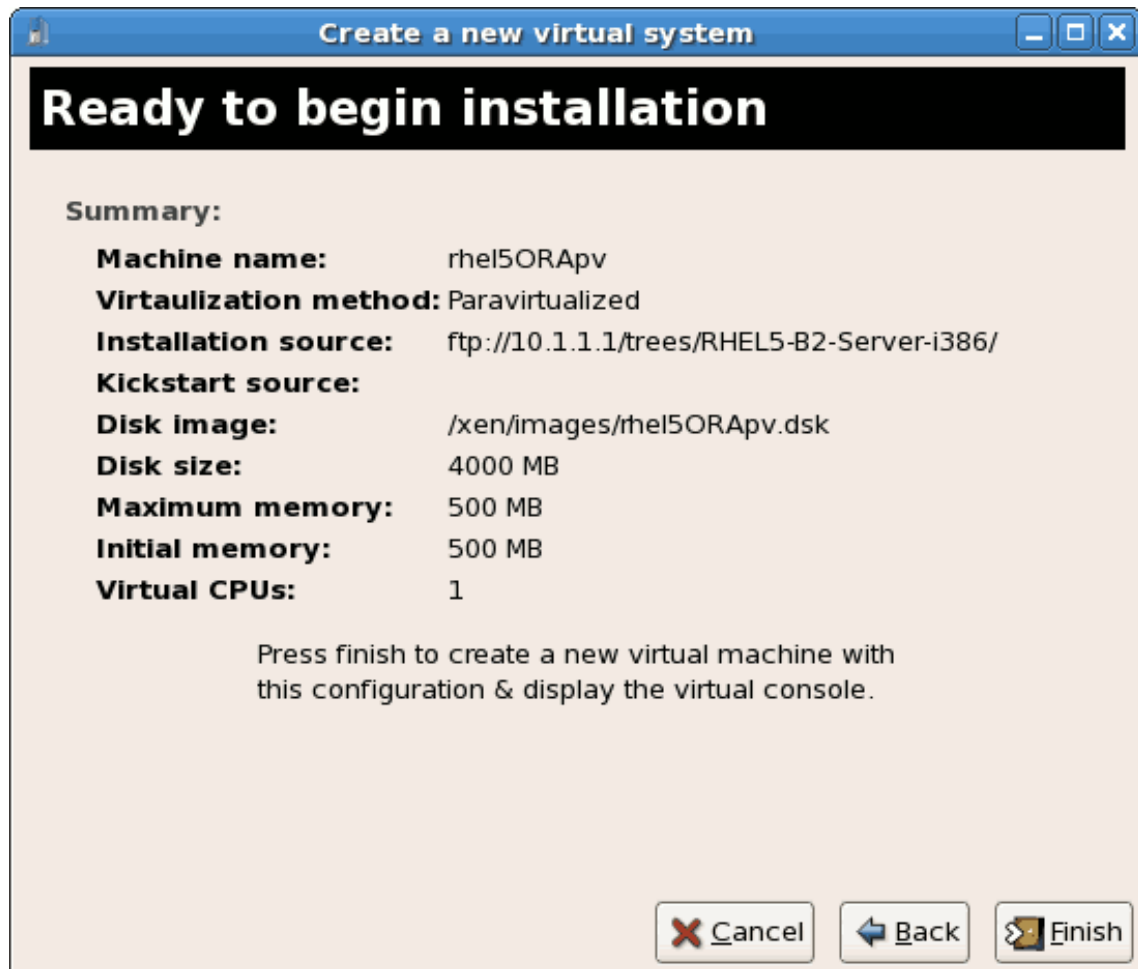 Create a new virtual system
Ready to begin installation
Summary:
Machine name: rhel5ORApv
Virtaulization method: Paravirtualized
Installation source: ftp://10.1.1.1/trees/RHEL5-B2-Server-i386/
Kickstart source:
Disk image: /xen/images/rhel5ORApv.dsk
Disk size: 4000 MB
Maximum memory: 500 MB
Initial memory: 500 MB
Virtual CPUs: 1
Press finish to create a new virtual machine with
this configuration & display the virtual console.
Cancel Back Finish